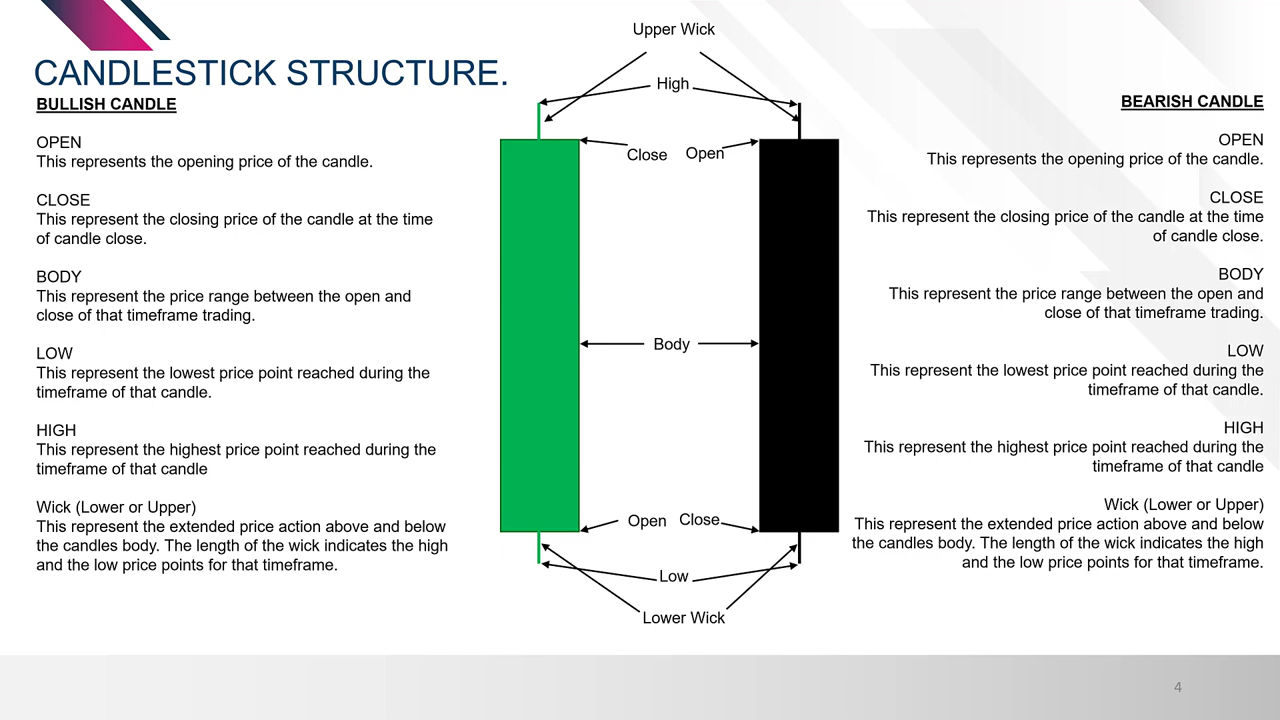 CANDLESTICK STRUCTURE.
BULLISH CANDLE
OPEN
This represents the opening price of the candle.
CLOSE
This represent the closing price of the candle at the time
of candle close.
BODY
This represent the price range between the open and
close of that timeframe trading.
LOW
This represent the lowest price point reached during the
timeframe of that candle.
HIGH
This represent the highest price point reached during the
timeframe of that candle
Wick (Lower or Upper)
This represent the extended price action above and below
the candles body. The length of the wick indicates the high
and the low price points for that timeframe.
Upper Wick
High
Close Open
Body
Open Close
Low
Lower Wick
BEARISH CANDLE
OPEN
This represents the opening price of the candle.
CLOSE
This represent the closing price of the candle at the time
of candle close.
BODY
This represent the price range between the open and
close of that timeframe trading.
LOW
This represent the lowest price point reached during the
timeframe of that candle.
HIGH
This represent the highest price point reached during the
timeframe of that candle
Wick (Lower or Upper)
This represent the extended price action above and below
the candles body. The length of the wick indicates the high
and the low price points for that timeframe.
4